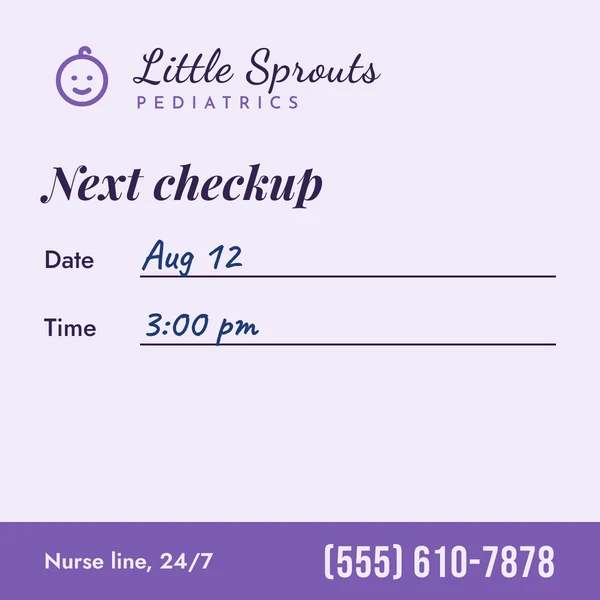 Little Sprouts
PEDIATRICS
Next checkup
Date Aug 12
Time 3:00 pm
Nurse line, 24/7 (555) 610-7878